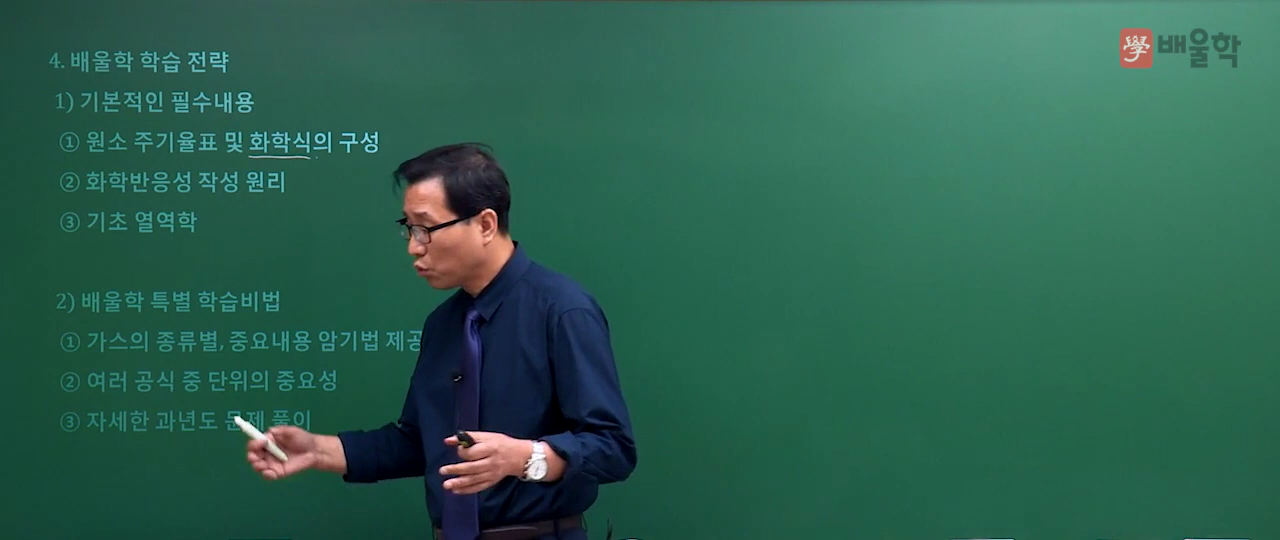 4. 배울학 학습 전략
學 배울학
1) 기본적인 필수내용
① 원소 주기율표 및 화학식의 구성
② 화학반응성 작성 원리
③ 기초 열역학
2) 배울학 특별 학습비법
① 가스의 종류별, 중요내용 암기법 제공
② 여러 공식 중 단위의 중요성
③ 자세한 과년도 문제 풀이